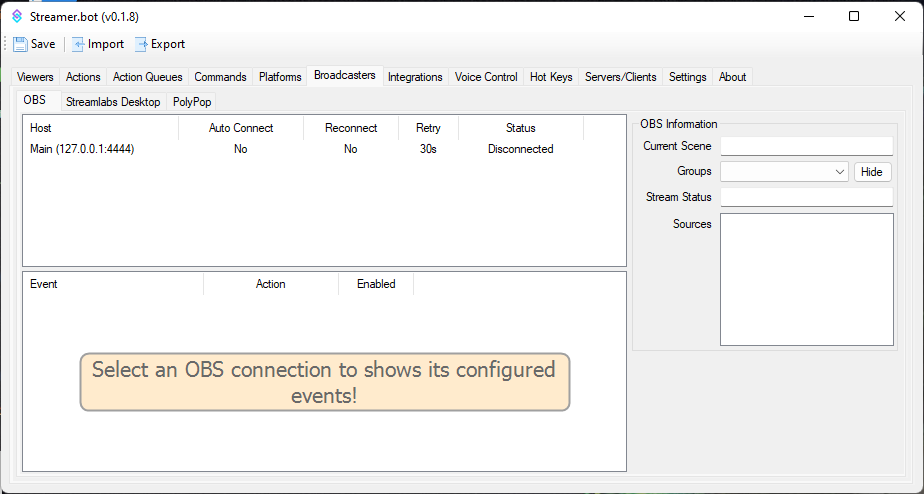 Streamer.bot (v0.1.8)
Save Import Export
Viewers Actions Action Queues Commands Platforms Broadcasters Integrations Voice Control Hot Keys Servers/Clients Settings About
OBS Streamlabs Desktop PolyPop
Host Auto Connect Reconnect Retry Status
Main (127.0.0.1:4444) No No 30s Disconnected
Event Action Enabled
Select an OBS connection to shows its configured
events!
OBS Information
Current Scene
Groups Hide
Stream Status
Sources